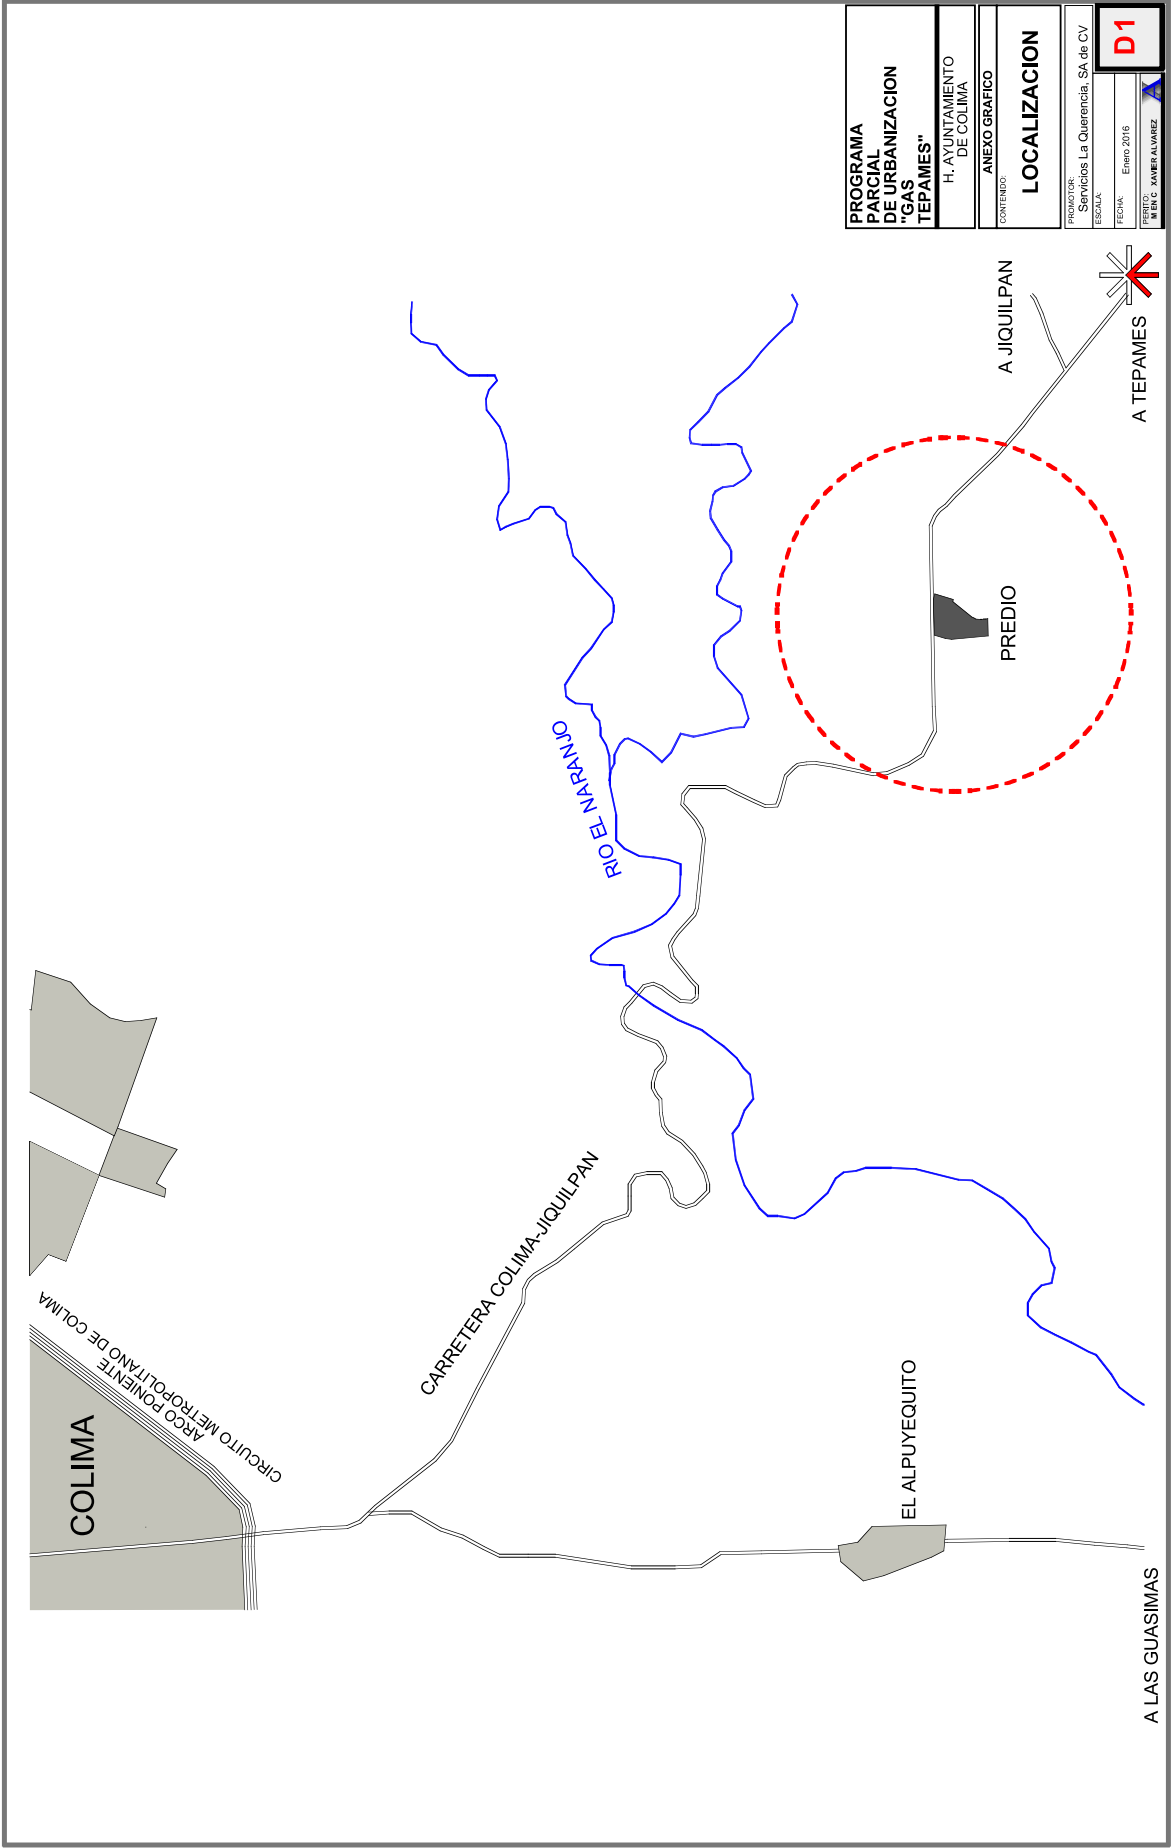 COLIMA
CIRCUITO METROPOLITANO DE COLIMA
ARCO PONIENTE
CARRETERA COLIMA-JIQUILPAN
RIO EL NARANJO
EL ALPUYEQUITO
A LAS GUASIMAS
PREDIO
A JIQUILPAN
A TEPAMES
PROGRAMA
PARCIAL
DE URBANIZACION
"GAS
TEPAMES"
H. AYUNTAMIENTO
DE COLIMA
ANEXO GRAFICO
CONTENIDO:
LOCALIZACION
PROMOTOR:
Servicios La Querencia, SA de CV
ESCALA:
FECHA:
Enero 2016
PERITO:
M EN C XAVIER ALVAREZ
D1